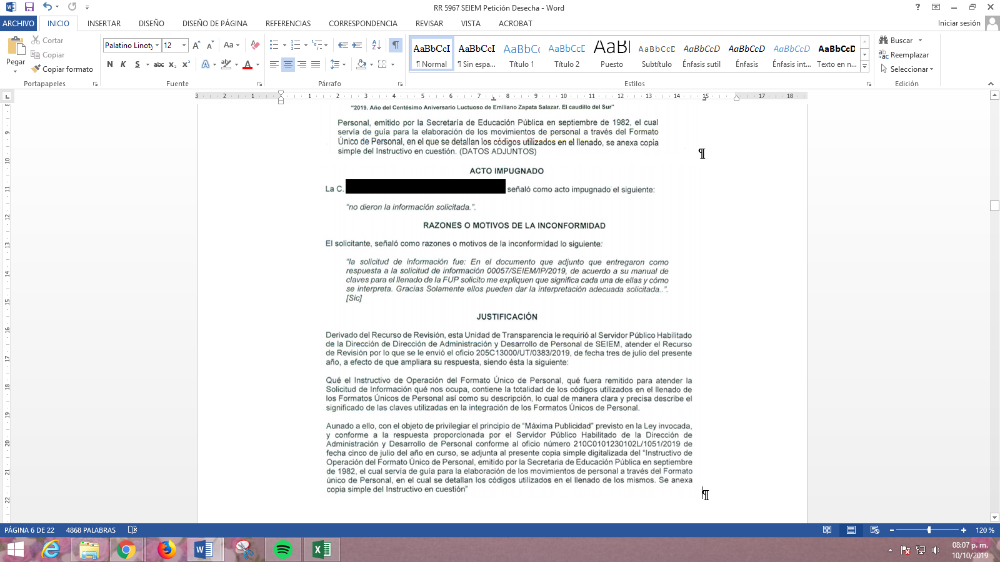 RR 5967 SEIEM Petición Desecha - Word
ARCHIVO INICIO INSERTAR DISEÑO DISEÑO DE PÁGINA REFERENCIAS CORRESPONDENCIA REVISAR VISTA ACROBAT Iniciar sesión
Pegar
Cortar
Copiar
Copiar formato
Portapapeles
Palatino Linoty 12
N K S abc x₂ x²
Fuente
Párrafo
AaBbCcI AaBbCcI AaBbC AaBbCcD AaB AaBbCcD AaBbCcD AaBbCcD AaBbCcD AaBbCcD
¶ Normal ¶ Sin espa... Título 1 Título 2 Puesto Subtítulo Énfasis sutil Énfasis Énfasis int... Texto en n...
Estilos
Buscar
Reemplazar
Seleccionar
Edición
3 2 1 1 2 3 4 5 6 7 8 9 10 11 12 13 14 15 17 18
"2019. Año del Centésimo Aniversario Luctuoso de Emiliano Zapata Salazar. El caudillo del Sur"
Personal, emitido por la Secretaría de Educación Pública en septiembre de 1982, el cual
servía de guía para la elaboración de los movimientos de personal a través del Formato
Único de Personal, en el que se detallan los códigos utilizados en el llenado, se anexa copia
simple del Instructivo en cuestión. (DATOS ADJUNTOS)
¶
ACTO IMPUGNADO
La C. señaló como acto impugnado el siguiente:
“no dieron la información solicitada.”.
RAZONES O MOTIVOS DE LA INCONFORMIDAD
El solicitante, señaló como razones o motivos de la inconformidad lo siguiente:
“la solicitud de información fue: En el documento que adjunto que entregaron como
respuesta a la solicitud de información 00057/SEIEM/IP/2019, de acuerdo a su manual de
claves para el llenado de la FUP solicito me expliquen que significa cada una de ellas y cómo
se interpreta. Gracias Solamente ellos pueden dar la interpretación adecuada solicitada..”.
[Sic]
JUSTIFICACIÓN
Derivado del Recurso de Revisión, esta Unidad de Transparencia le requirió al Servidor Público Habilitado
de la Dirección de Dirección de Administración y Desarrollo de Personal de SEIEM, atender el Recurso
de Revisión por lo que se le envió el oficio 205C13000/UT/0383/2019, de fecha tres de julio del presente
año, a efecto de que ampliara su respuesta, siendo ésta la siguiente:
Qué el Instructivo de Operación del Formato Único de Personal, qué fuera remitido para atender la
Solicitud de Información qué nos ocupa, contiene la totalidad de los códigos utilizados en el llenado de
los Formatos Únicos de Personal así como su descripción, lo cual de manera clara y precisa describe el
significado de las claves utilizadas en la integración de los Formatos Únicos de Personal.
Aunado a ello, con el objeto de privilegiar el principio de “Máxima Publicidad” previsto en la Ley invocada,
y conforme a la respuesta proporcionada por el Servidor Público Habilitado de la Dirección de
Administración y Desarrollo de Personal conforme al oficio número 210C0101230102L/1051/2019 de
fecha cinco de julio del año en curso, se adjunta al presente copia simple digitalizada del “Instructivo de
Operación del Formato Único de Personal, emitido por la Secretaria de Educación Pública en septiembre
de 1982, el cual servía de guía para la elaboración de los movimientos de personal a través del Formato
único de Personal, en el cual se detallan los códigos utilizados en el llenado de los mismos. Se anexa
copia simple del Instructivo en cuestión”
¶
PÁGINA 6 DE 22 4868 PALABRAS 120 %
08:07 p. m.
10/10/2019